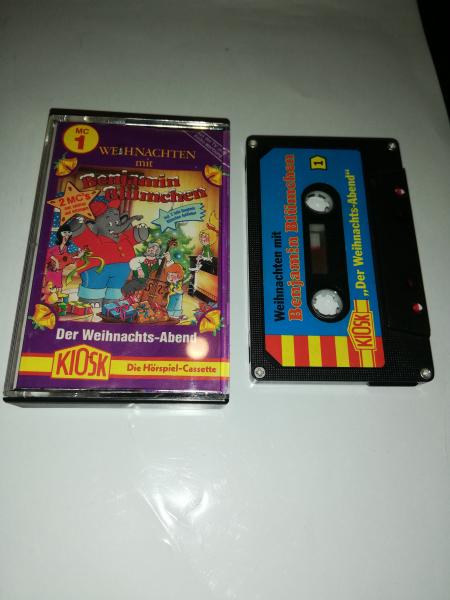 MC
1
WEIHNACHTEN
mit
Benjamin
Blümchen
2 MC's
Der Weihnachts-Abend
KIOSK
Die Hörspiel-Cassette
Weihnachten mit
Benjamin Blümchen
1
KIOSK
„Der Weihnachts-Abend“